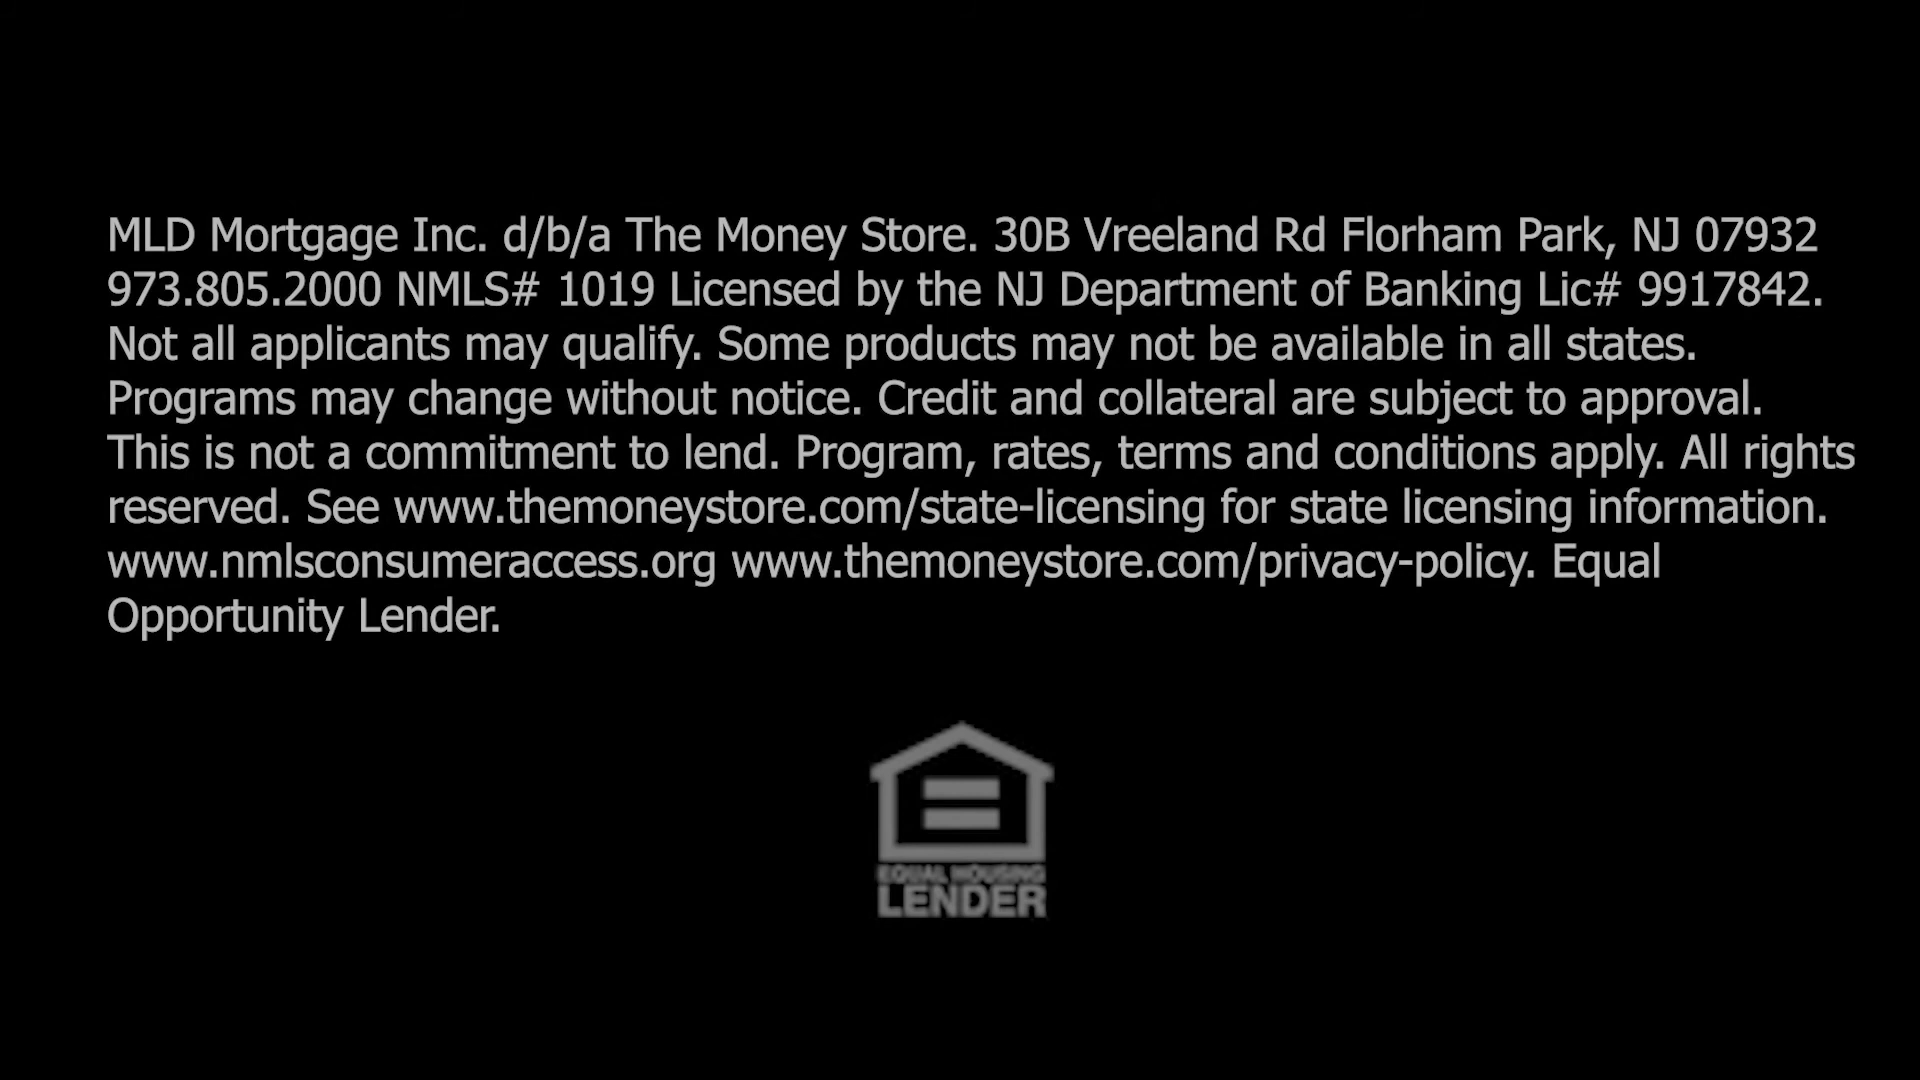 MLD Mortgage Inc. d/b/a The Money Store. 30B Vreeland Rd Florham Park, NJ 07932
973.805.2000 NMLS# 1019 Licensed by the NJ Department of Banking Lic# 9917842.
Not all applicants may qualify. Some products may not be available in all states.
Programs may change without notice. Credit and collateral are subject to approval.
This is not a commitment to lend. Program, rates, terms and conditions apply. All rights
reserved. See www.themoneystore.com/state-licensing for state licensing information.
www.nmlsconsumeraccess.org www.themoneystore.com/privacy-policy. Equal
Opportunity Lender.
EQUAL HOUSING
LENDER